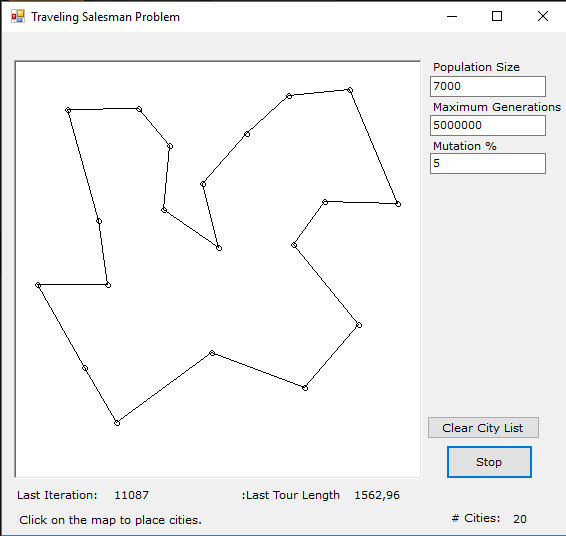 Traveling Salesman Problem
Population Size
7000
Maximum Generations
5000000
Mutation %
5
Clear City List
Stop
Last Iteration: 11087 :Last Tour Length 1562,96
Click on the map to place cities. # Cities: 20